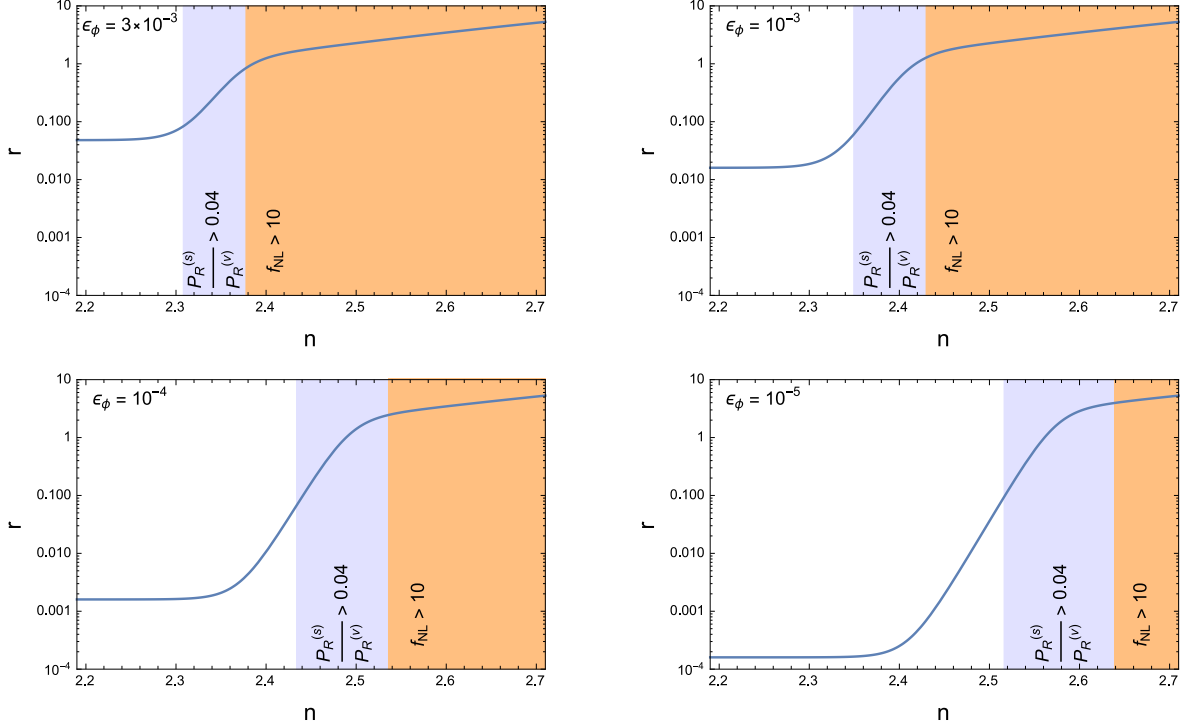 ϵ_ϕ = 3×10^-3
10
1
0.100
0.010
0.001
10^-4
r
P_R^(s) / P_R^(v) > 0.04
f_NL > 10
2.2 2.3 2.4 2.5 2.6 2.7
n
ϵ_ϕ = 10^-3
10
1
0.100
0.010
0.001
10^-4
r
P_R^(s) / P_R^(v) > 0.04
f_NL > 10
2.2 2.3 2.4 2.5 2.6 2.7
n
ϵ_ϕ = 10^-4
10
1
0.100
0.010
0.001
10^-4
r
P_R^(s) / P_R^(v) > 0.04
f_NL > 10
2.2 2.3 2.4 2.5 2.6 2.7
n
ϵ_ϕ = 10^-5
10
1
0.100
0.010
0.001
10^-4
r
P_R^(s) / P_R^(v) > 0.04
f_NL > 10
2.2 2.3 2.4 2.5 2.6 2.7
n